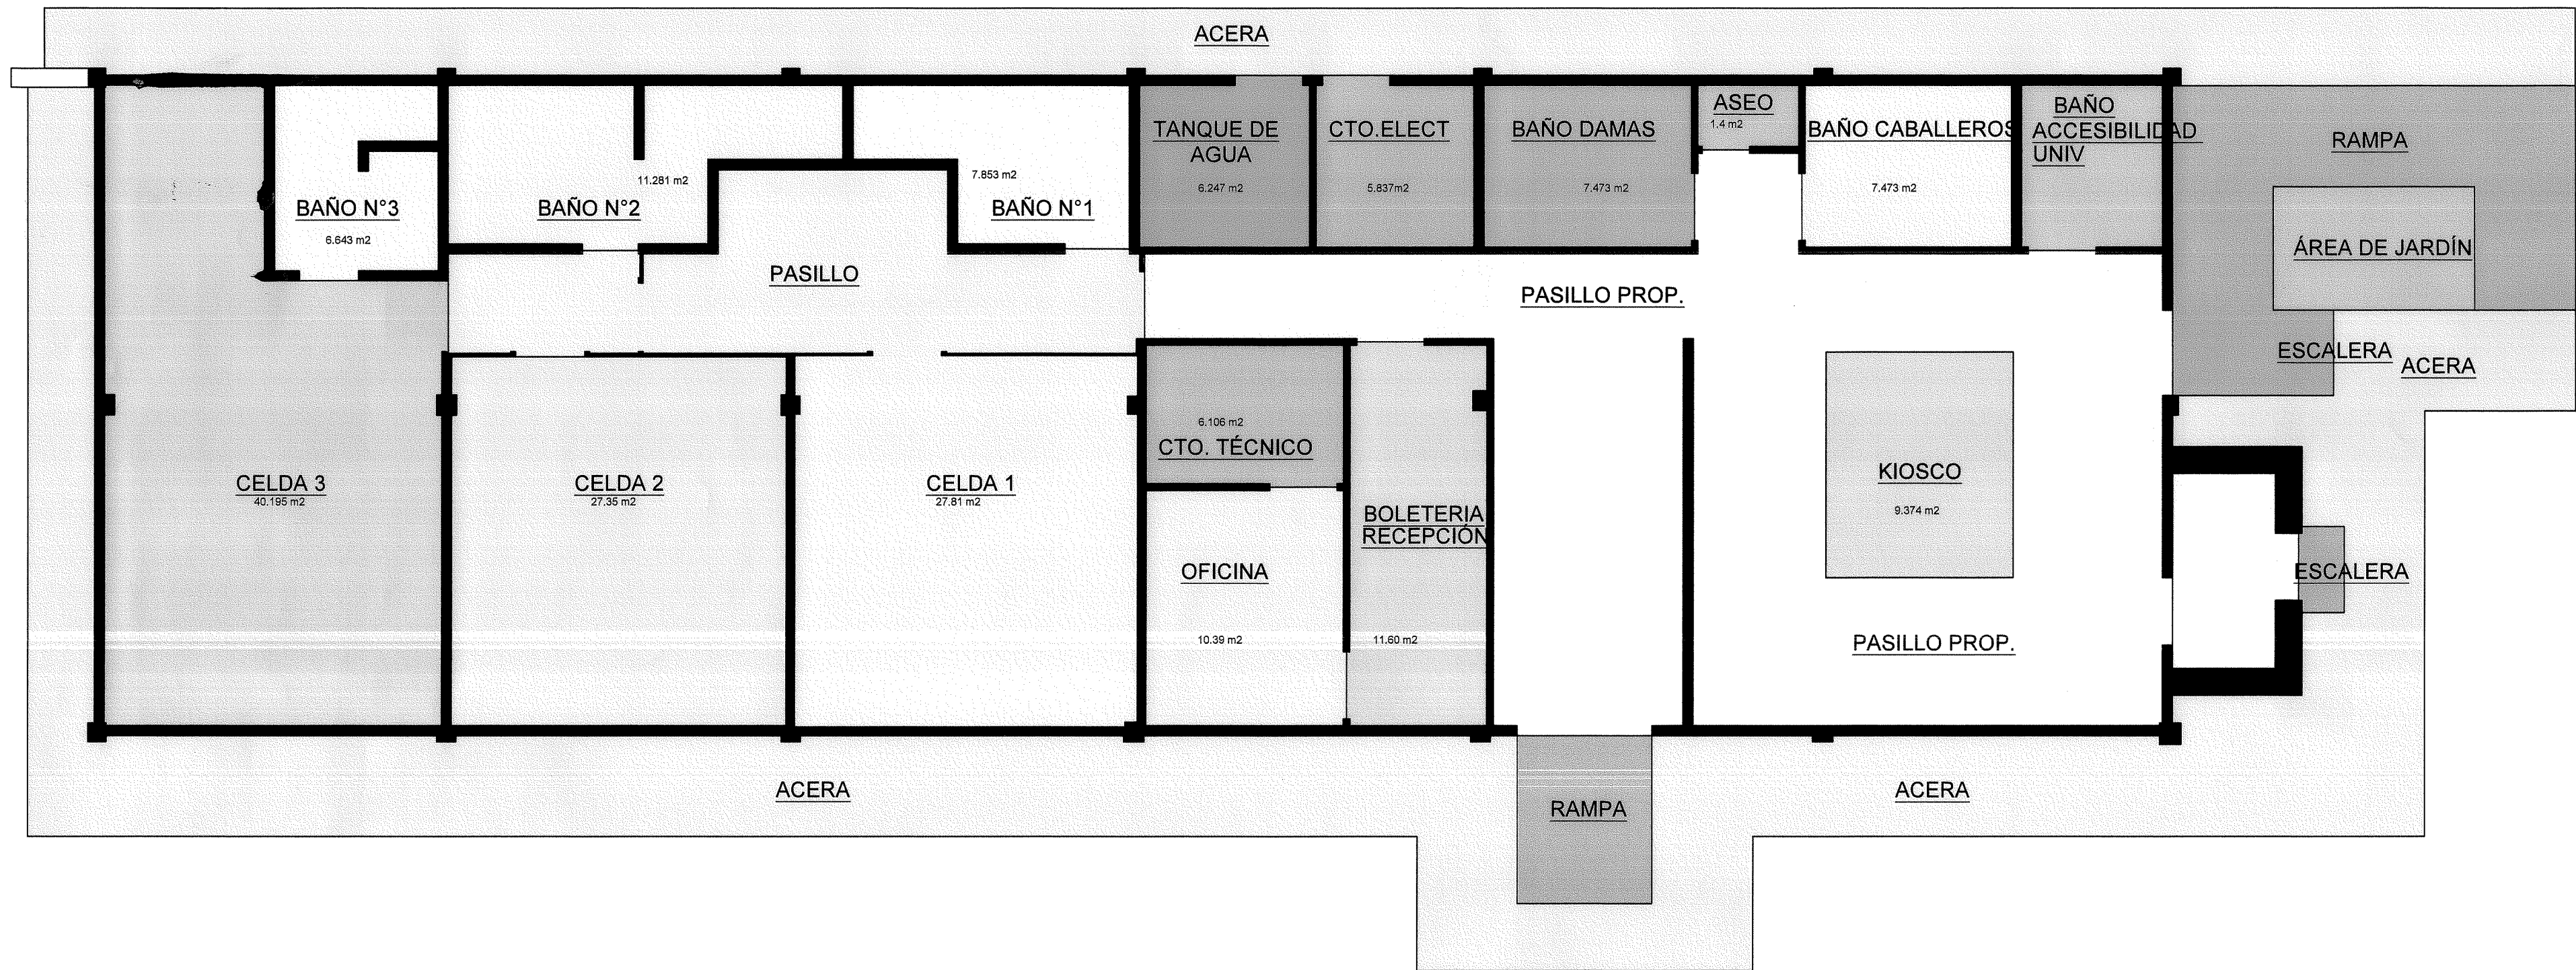 ACERA
BAÑO N°3
6.643 m2
11.281 m2
BAÑO N°2
7.853 m2
BAÑO N°1
TANQUE DE
AGUA
6.247 m2
CTO.ELECT
5.837m2
BAÑO DAMAS
7.473 m2
ASEO
1.4 m2
BAÑO CABALLEROS
7.473 m2
BAÑO
ACCESIBILIDAD
UNIV
RAMPA
ÁREA DE JARDÍN
PASILLO
PASILLO PROP.
ESCALERA
ACERA
CELDA 3
40.195 m2
CELDA 2
27.35 m2
CELDA 1
27.81 m2
6.106 m2
CTO. TÉCNICO
OFICINA
10.39 m2
BOLETERIA
RECEPCIÓN
11.60 m2
KIOSCO
9.374 m2
ESCALERA
PASILLO PROP.
ACERA
RAMPA
ACERA